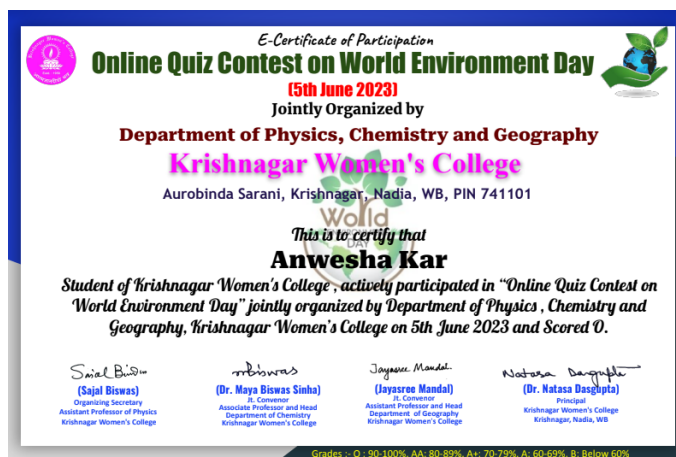 E-Certificate of Participation
Online Quiz Contest on World Environment Day
(5th June 2023)
Jointly Organized by
Department of Physics, Chemistry and Geography
Krishnagar Women's College
Aurobinda Sarani, Krishnagar, Nadia, WB, PIN 741101
World
ENVIRONMENT
DAY
This is to certify that
Anwesha Kar
Student of Krishnagar Women's College , actively participated in “Online Quiz Contest on
World Environment Day” jointly organized by Department of Physics , Chemistry and
Geography, Krishnagar Women’s College on 5th June 2023 and Scored O.
Jayasree Mandal.
Natasa Dasgupta
(Sajal Biswas)
Organizing Secretary
Assistant Professor of Physics
Krishnagar Women's College
(Dr. Maya Biswas Sinha)
Jt. Convenor
Associate Professor and Head
Department of Chemistry
Krishnagar Women's College
(Jayasree Mandal)
Jt. Convenor
Assistant Professor and Head
Department of Geography
Krishnagar Women's College
(Dr. Natasa Dasgupta)
Principal
Krishnagar Women's College
Krishnagar, Nadia, WB
Grades :- O : 90-100%, AA: 80-89%, A+: 70-79%, A: 60-69%, B: Below 60%